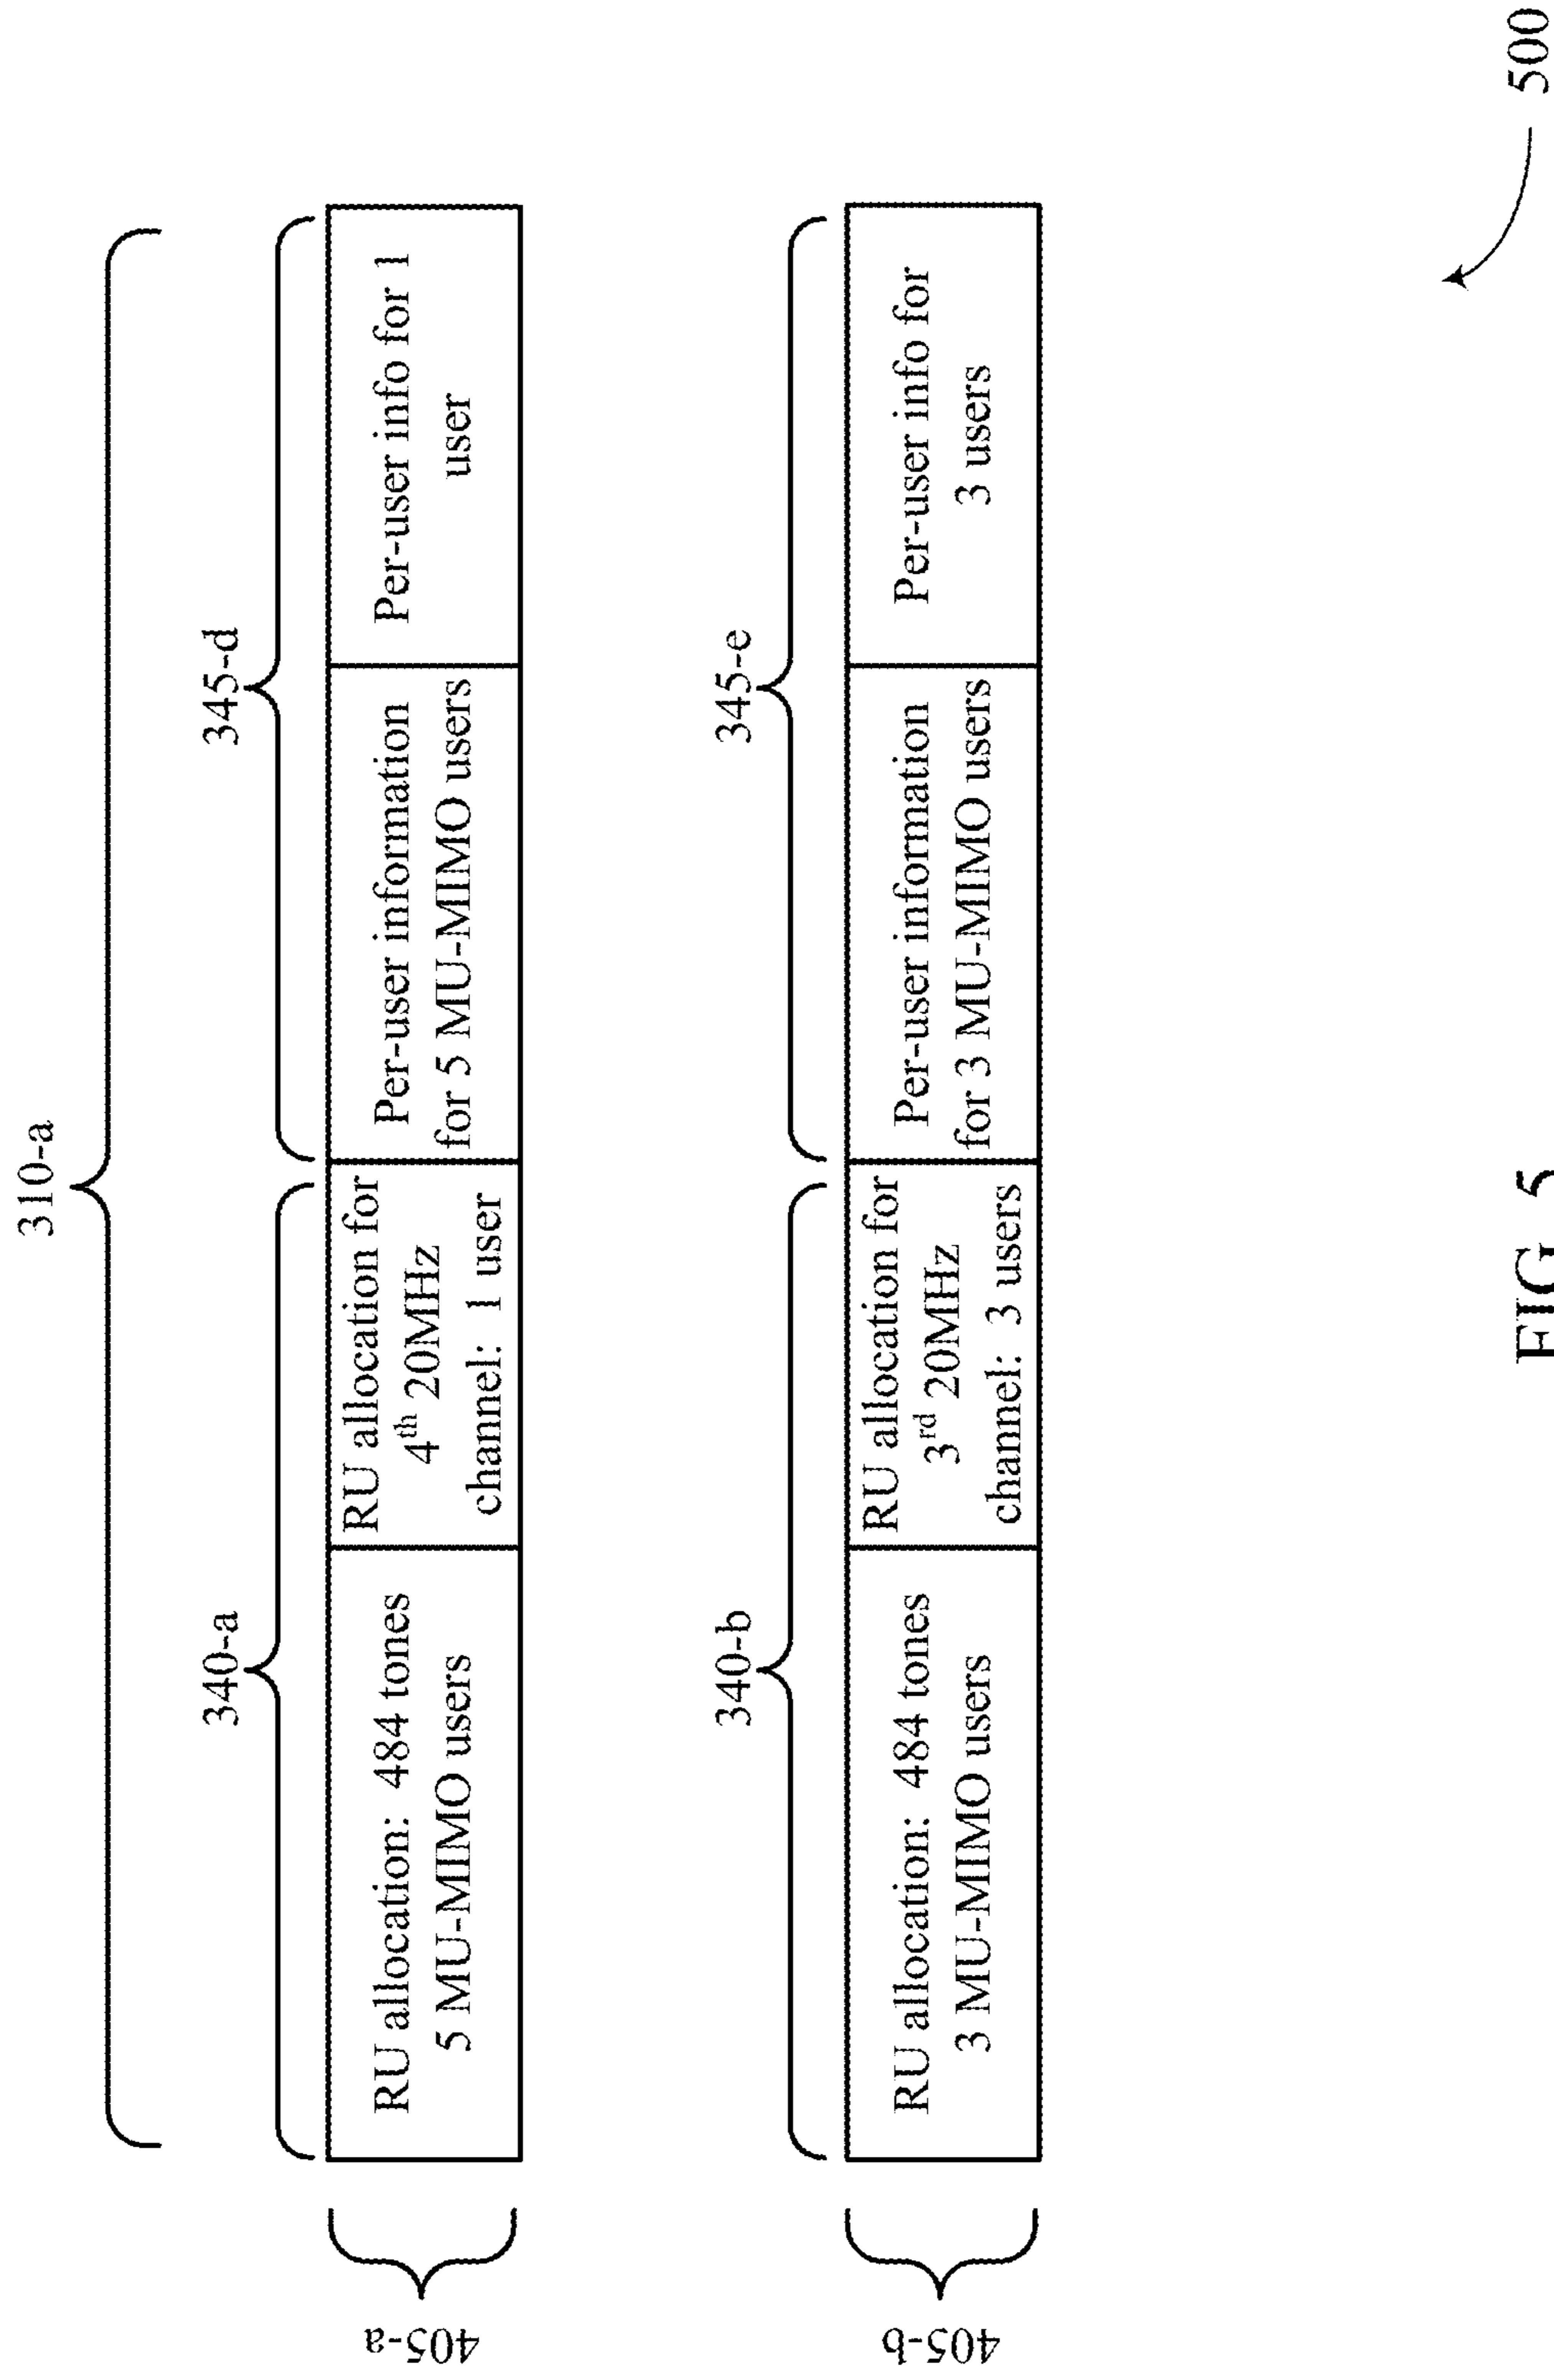 310-a
340-a
345-d
405-a
RU allocation: 484 tones
5 MU-MIMO users
RU allocation for
4th 20MHz
channel: 1 user
Per-user information
for 5 MU-MIMO users
Per-user info for 1
user
340-b
345-e
405-b
RU allocation: 484 tones
3 MU-MIMO users
RU allocation for
3rd 20MHz
channel: 3 users
Per-user information
for 3 MU-MIMO users
Per-user info for
3 users
500
FIG. 5